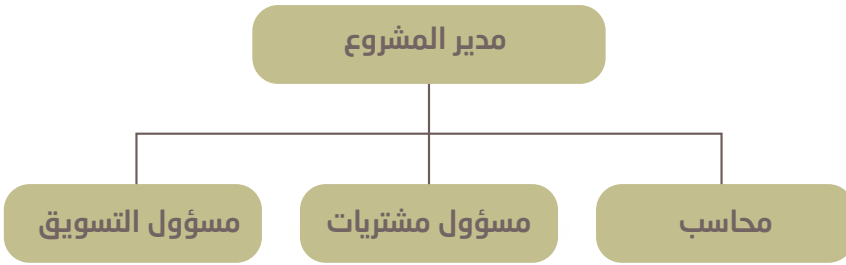 مدير المشروع
محاسب
مسؤول مشتريات
مسؤول التسويق